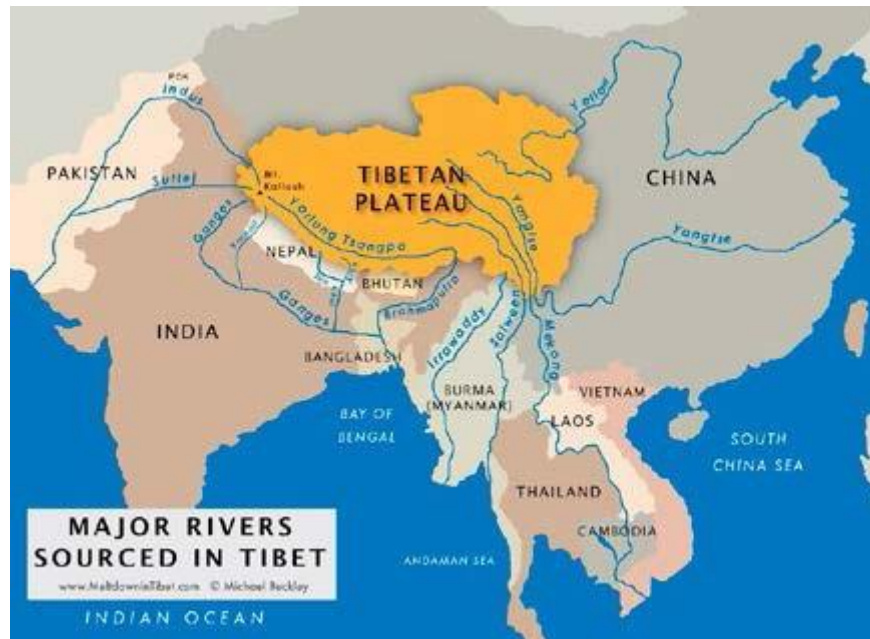 POK
Indus
PAKISTAN
Sutlej
Mt.
Kailash
TIBETAN
PLATEAU
Yellow
CHINA
Ganges
Yarlung Tsangpo
Yangtse
Yangtse
NEPAL
BHUTAN
Ganges
Brahmaputra
INDIA
BANGLADESH
Irrawaddy
Salween
Mekong
BURMA
(MYANMAR)
VIETNAM
LAOS
BAY OF
BENGAL
SOUTH
CHINA SEA
THAILAND
CAMBODIA
ANDAMAN SEA
MAJOR RIVERS
SOURCED IN TIBET
www.MeltdowninTibet.com © Michael Buckley
INDIAN OCEAN